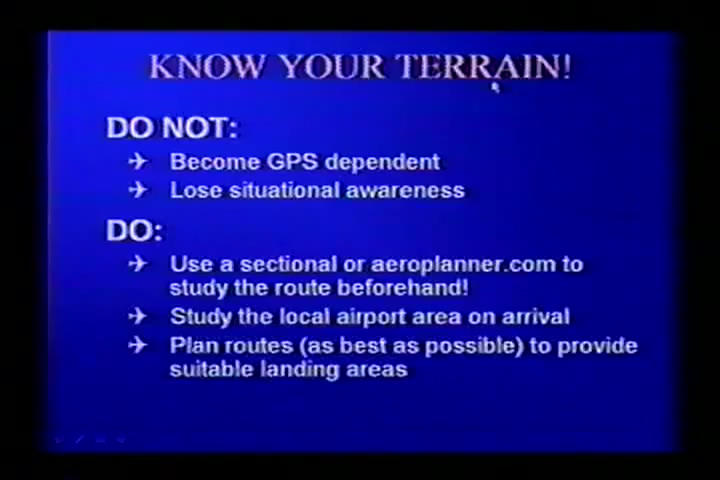 KNOW YOUR TERRAIN!
DO NOT:
Become GPS dependent
Lose situational awareness
DO:
Use a sectional or aeroplanner.com to
study the route beforehand!
Study the local airport area on arrival
Plan routes (as best as possible) to provide
suitable landing areas